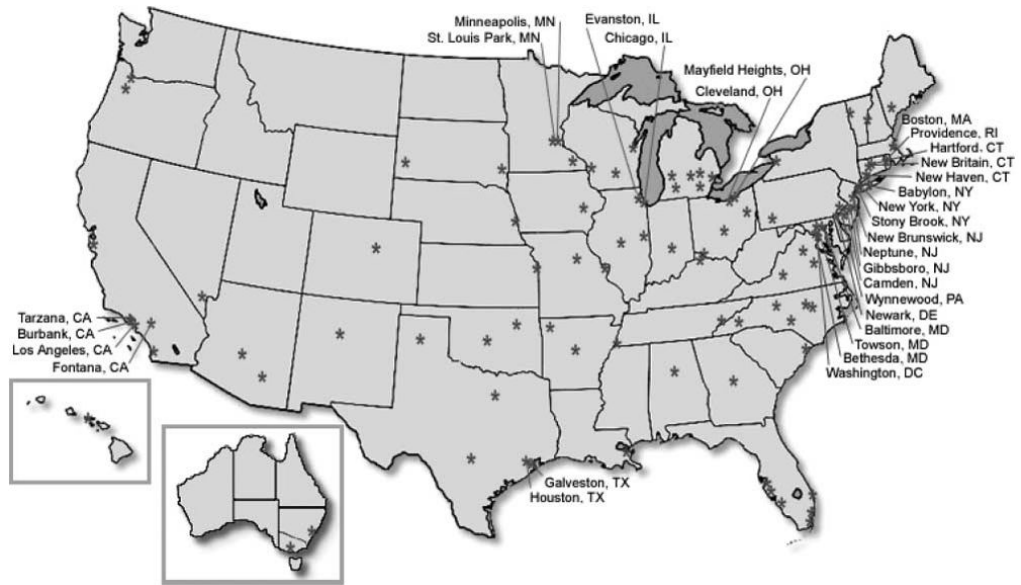 Minneapolis, MN
St. Louis Park, MN
Evanston, IL
Chicago, IL
Mayfield Heights, OH
Cleveland, OH
Boston, MA
Providence, RI
Hartford. CT
New Britain, CT
New Haven, CT
Babylon, NY
New York, NY
Stony Brook, NY
New Brunswick, NJ
Neptune, NJ
Gibbsboro, NJ
Camden, NJ
Wynnewood, PA
Newark, DE
Baltimore, MD
Towson, MD
Bethesda, MD
Washington, DC
Tarzana, CA
Burbank, CA
Los Angeles, CA
Fontana, CA
Galveston, TX
Houston, TX